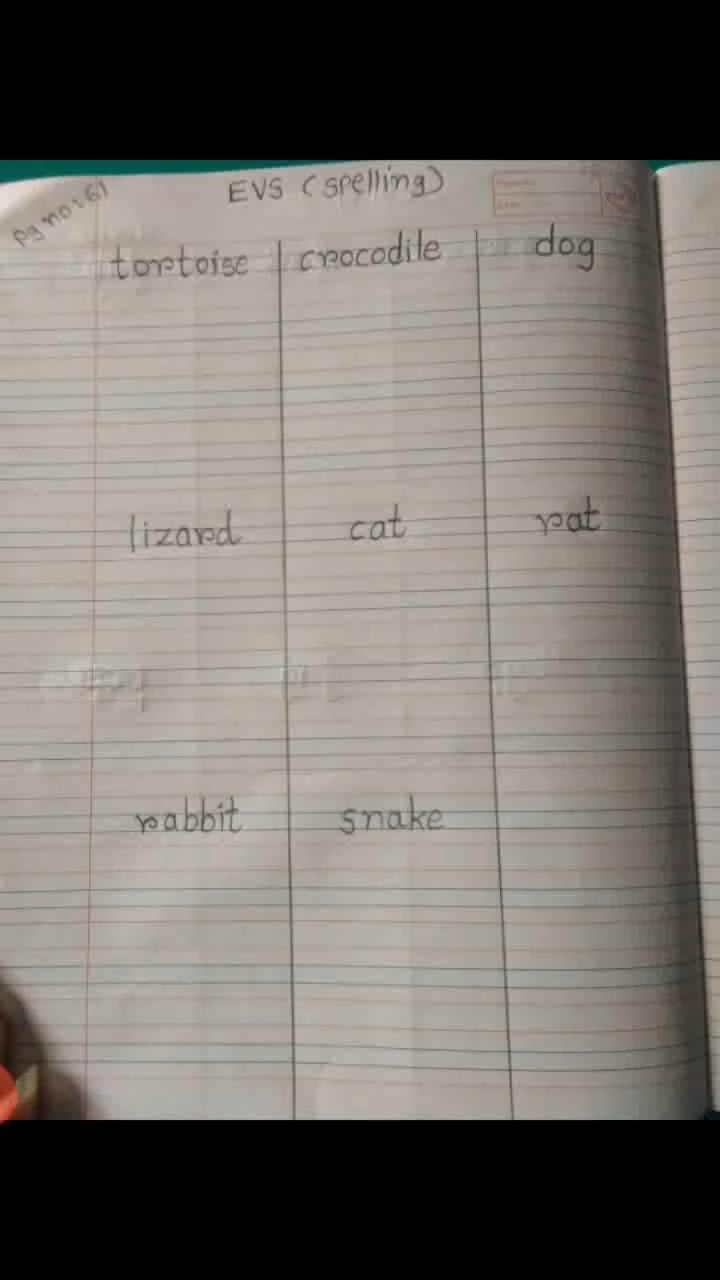 Pg no: 61
EVS (spelling)
tortoise crocodile dog
lizard cat rat
rabbit snake